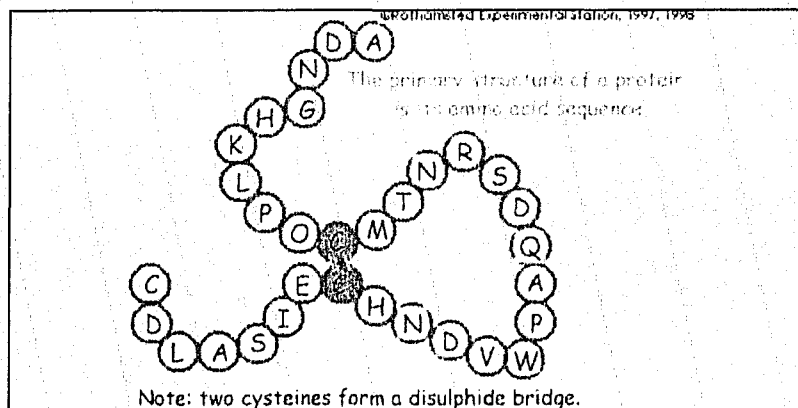 ©Rothamsted Experimental Station, 1997, 1998
The primary structure of a protein
is its amino acid sequence
A
D
N
G
H
K
L
P
O
C
M
T
N
R
S
D
Q
A
P
W
V
D
N
H
C
E
I
S
A
L
D
C
Note: two cysteines form a disulphide bridge.